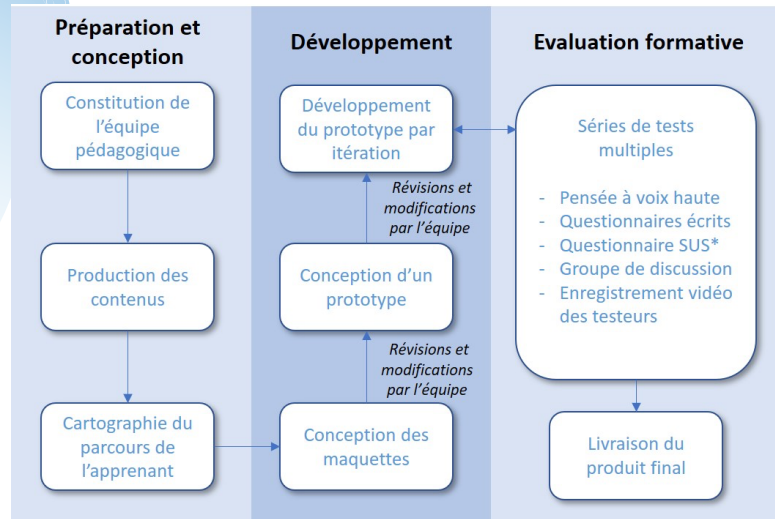 Préparation et
conception
Constitution de
l'équipe
pédagogique
Production des
contenus
Cartographie du
parcours de
l'apprenant
Développement
Développement
du prototype par
itération
Révisions et
modifications
par l'équipe
Conception d'un
prototype
Révisions et
modifications
par l'équipe
Conception des
maquettes
Evaluation formative
Séries de tests
multiples
- Pensée à voix haute
- Questionnaires écrits
- Questionnaire SUS*
- Groupe de discussion
- Enregistrement vidéo
des testeurs
Livraison du
produit final